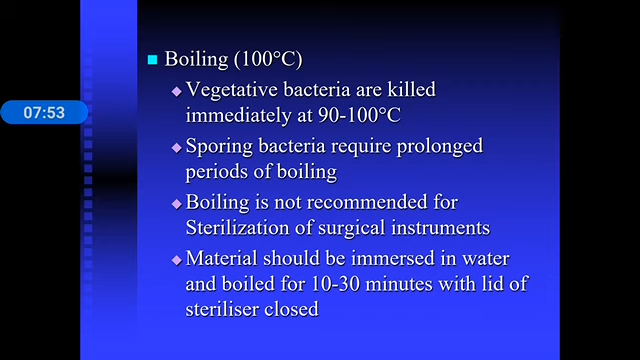 Boiling (100°C)
Vegetative bacteria are killed
immediately at 90-100°C
Sporing bacteria require prolonged
periods of boiling
Boiling is not recommended for
Sterilization of surgical instruments
Material should be immersed in water
and boiled for 10-30 minutes with lid of
steriliser closed
07:53